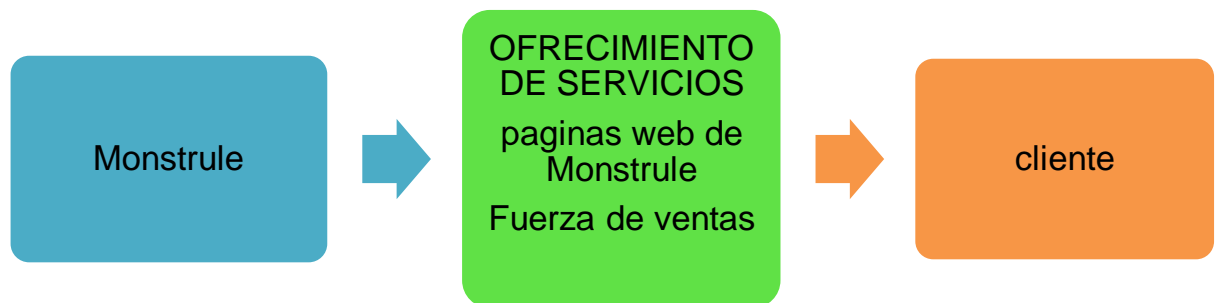 Monstrule
OFRECIMIENTO
DE SERVICIOS
paginas web de
Monstrule
Fuerza de ventas
cliente